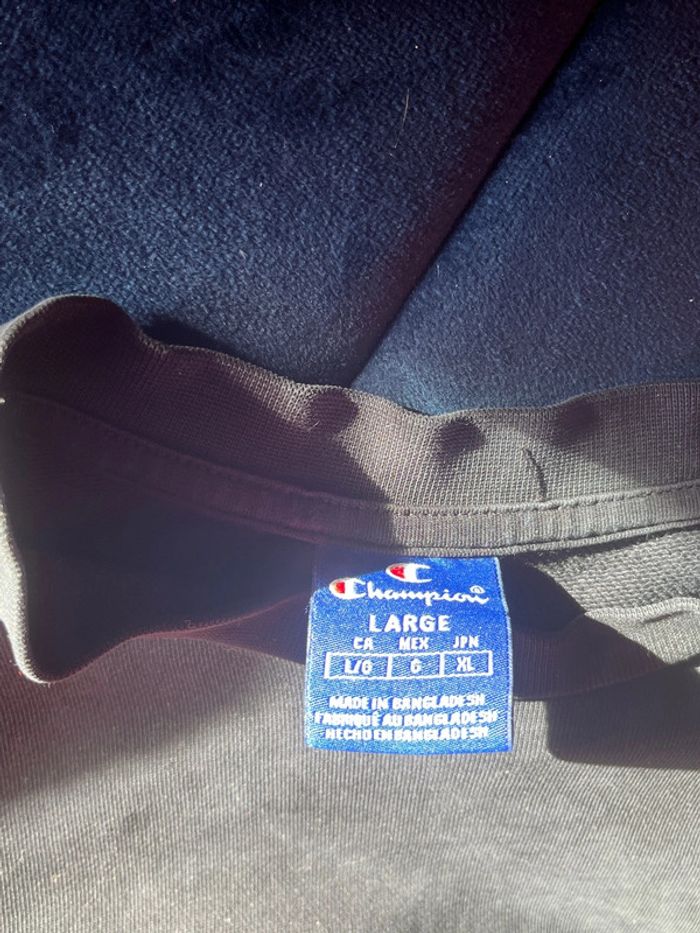 Champion®
LARGE
CA MEX JPN
L/G G XL
MADE IN BANGLADESH
FABRIQUÉ AU BANGLADESH
HECHO EN BANGLADESH